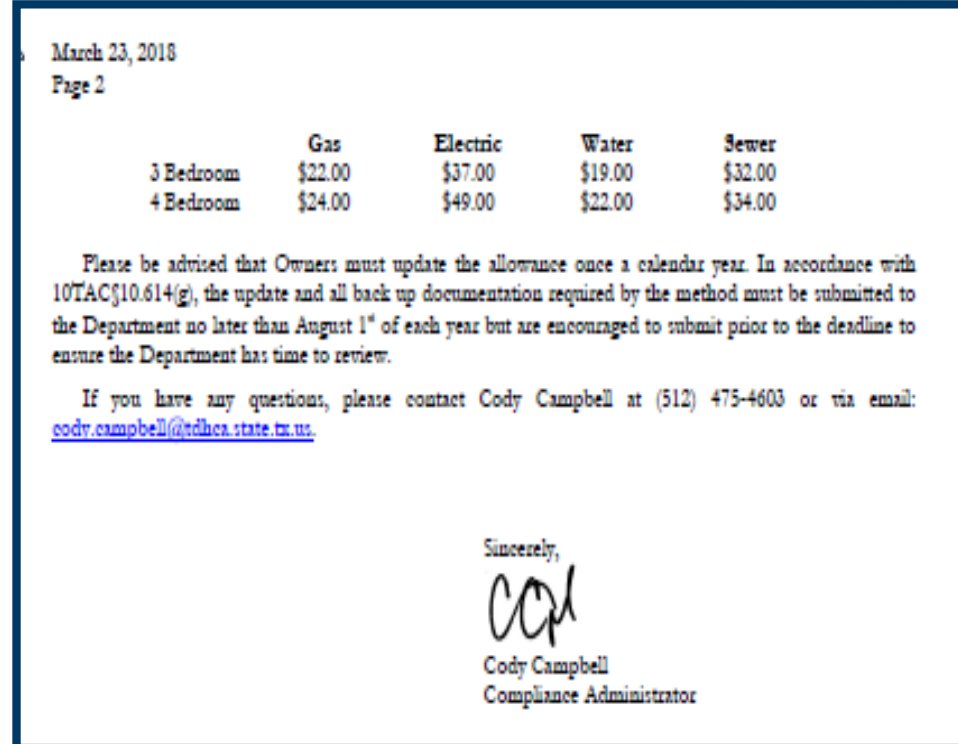 March 23, 2018
Page 2
Gas Electric Water Sewer
3 Bedroom $22.00 $37.00 $19.00 $32.00
4 Bedroom $24.00 $49.00 $22.00 $34.00
Please be advised that Owners must update the allowance once a calendar year. In accordance with
10TAC§10.614(g), the update and all back up documentation required by the method must be submitted to
the Department no later than August 1st of each year but are encouraged to submit prior to the deadline to
ensure the Department has time to review.
If you have any questions, please contact Cody Campbell at (512) 475-4603 or via email:
cody.campbell@tdhca.state.tx.us.
Sincerely,
Cody Campbell
Compliance Administrator